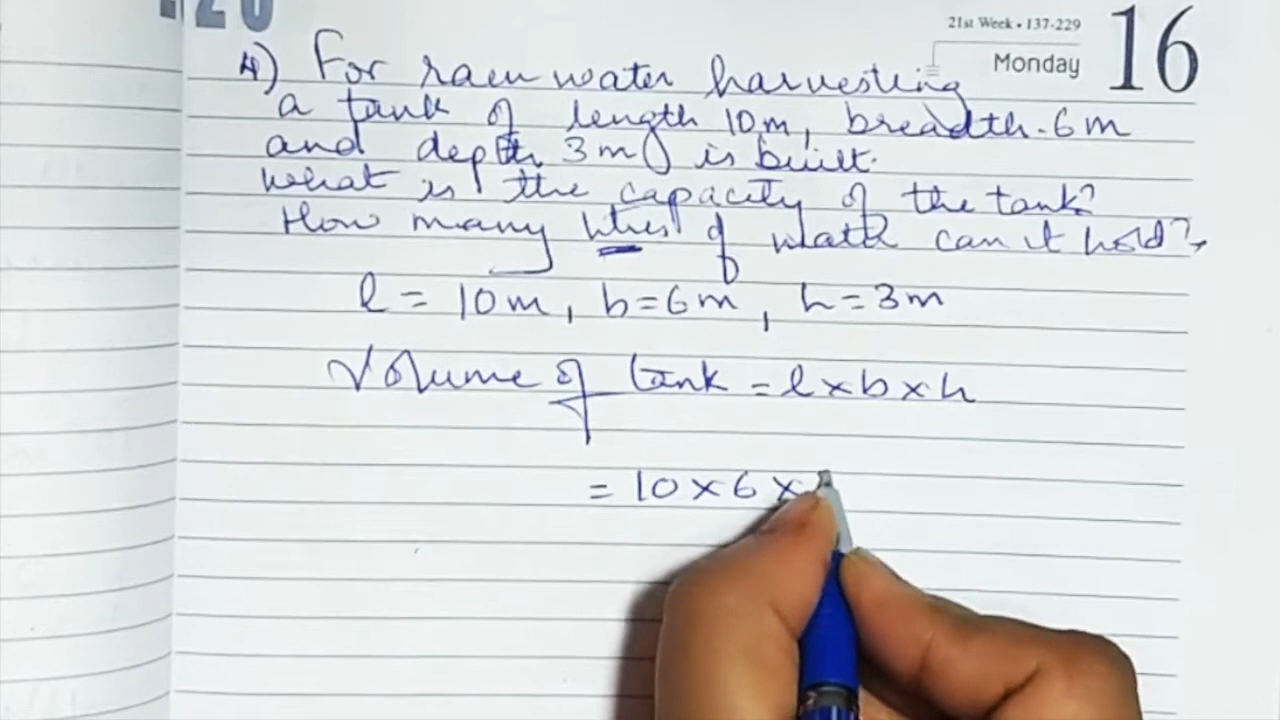 21st Week • 137-229
Monday
16
4) For rain water harvesting
a tank of length 10m, breadth-6m
and depth 3m is built.
What is the capacity of the tank?
How many litres of water can it hold?
l = 10m, b=6m, h=3m
Volume of tank = l×b×h
= 10×6×